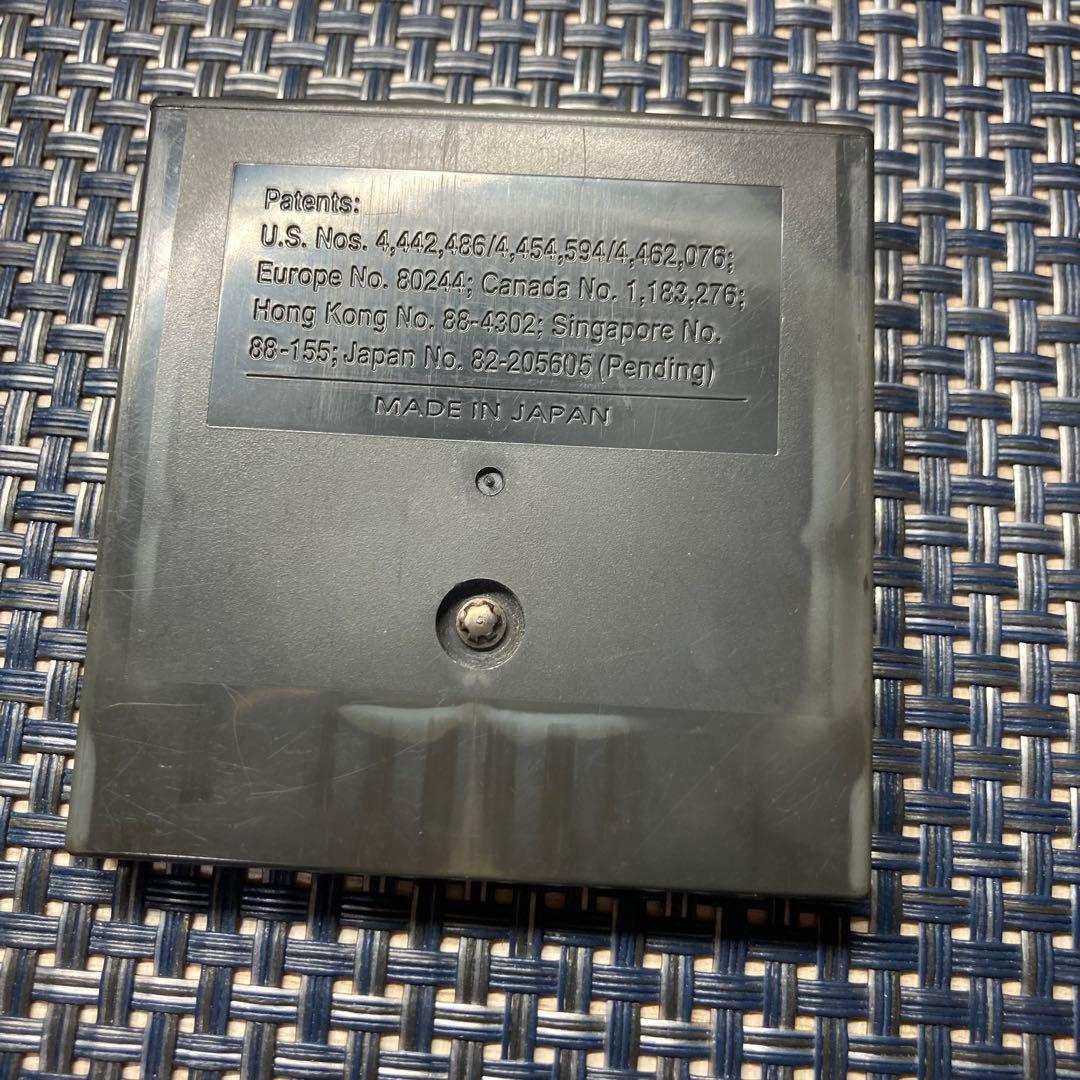 Patents:
U.S. Nos. 4,442,486/4,454,594/4,462,076;
Europe No. 80244; Canada No. 1,183,276;
Hong Kong No. 88-4302; Singapore No.
88-155; Japan No. 82-205605 (Pending)
MADE IN JAPAN